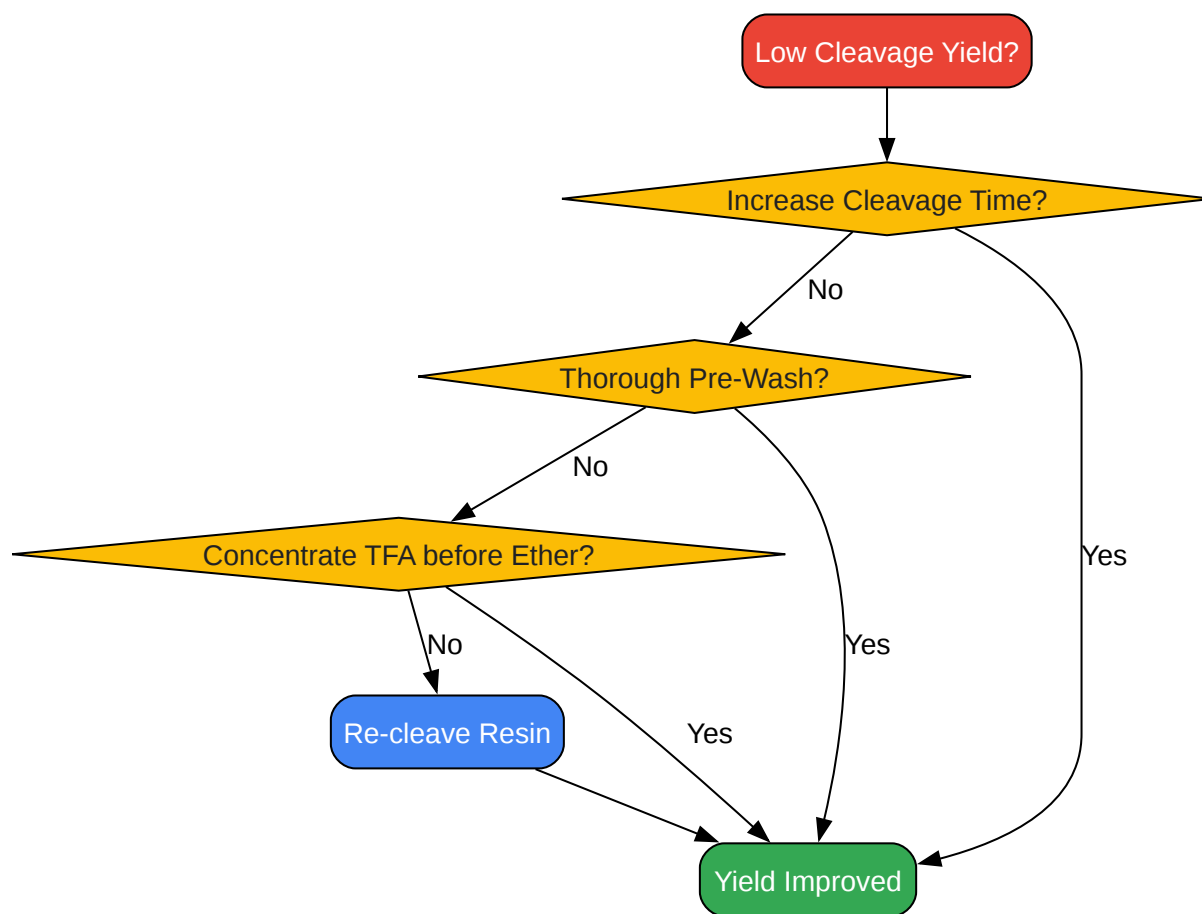 Low Cleavage Yield?
Increase Cleavage Time?
No
Thorough Pre-Wash?
No
Concentrate TFA before Ether?
Yes
No
Yes
Re-cleave Resin
Yes
Yield Improved